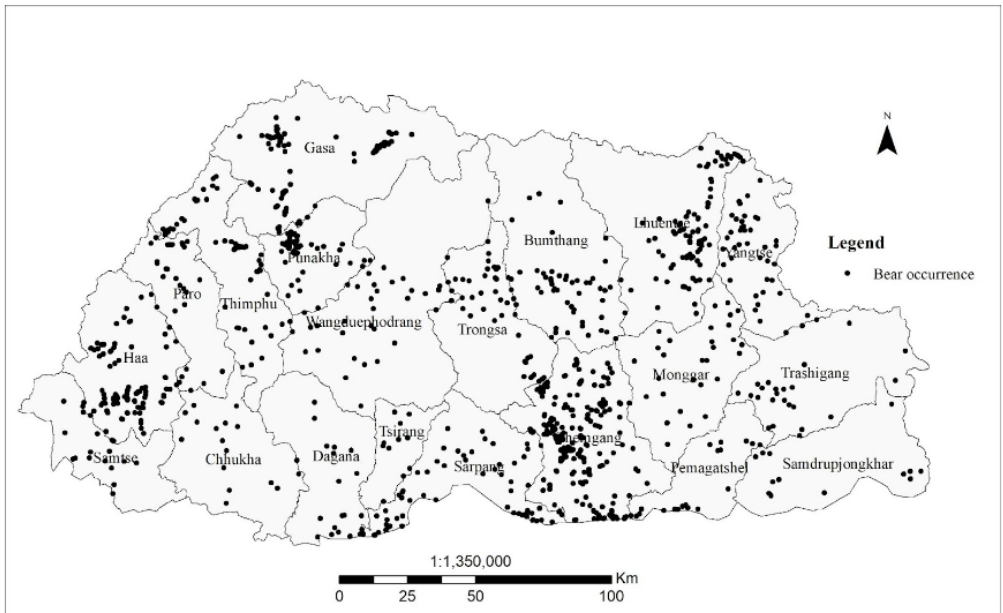 N
Gasa
Lhuentse
Bumthang
Punakha
Yangtse
Legend
Bear occurrence
Paro
Thimphu
Wangduephodrang
Trongsa
Haa
Monggar
Trashigang
Tsirang
Zhemgang
Samtse
Chhukha
Dagana
Sarpang
Pemagatshel
Samdrupjongkhar
1:1,350,000
Km
0 25 50 100